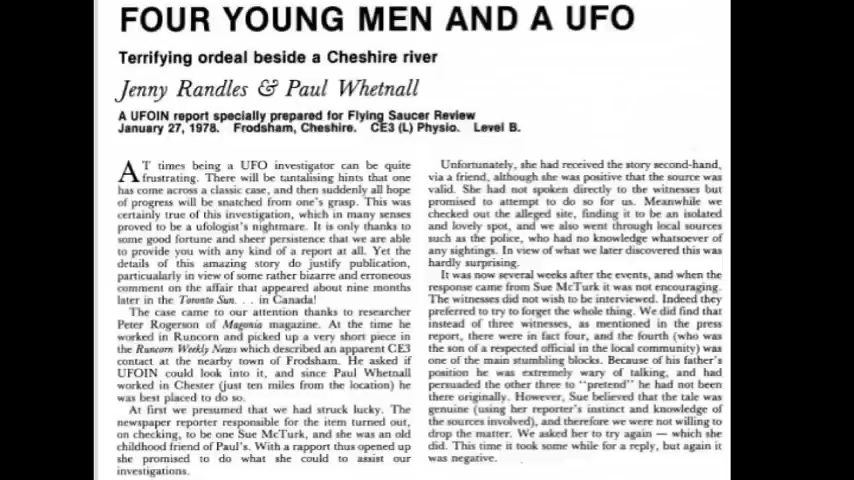 FOUR YOUNG MEN AND A UFO
Terrifying ordeal beside a Cheshire river
Jenny Randles & Paul Whetnall
A UFOIN report specially prepared for Flying Saucer Review
January 27, 1978. Frodsham, Cheshire. CE3 (L) Physio. Level B.
AT times being a UFO investigator can be quite
frustrating. There will be tantalising hints that one
has come across a classic case, and then suddenly all hope
of progress will be snatched from one's grasp. This was
certainly true of this investigation, which in many senses
proved to be a ufologist's nightmare. It is only thanks to
some good fortune and sheer persistence that we are able
to provide you with any kind of a report at all. Yet the
details of this amazing story do justify publication,
particularly in view of some rather bizarre and erroneous
comment on the affair that appeared about nine months
later in the Toronto Sun. . . in Canada!
The case came to our attention thanks to researcher
Peter Rogerson of Magonia magazine. At the time he
worked in Runcorn and picked up a very short piece in
the Runcorn Weekly News which described an apparent CE3
contact at the nearby town of Frodsham. He asked if
UFOIN could look into it, and since Paul Whetnall
worked in Chester (just ten miles from the location) he
was best placed to do so.
At first we presumed that we had struck lucky. The
newspaper reporter responsible for the item turned out,
on checking, to be one Sue McTurk, and she was an old
childhood friend of Paul's. With a rapport thus opened up
she promised to do what she could to assist our
investigations.
Unfortunately, she had received the story second-hand,
via a friend, although she was positive that the source was
valid. She had not spoken directly to the witnesses but
promised to attempt to do so for us. Meanwhile we
checked out the alleged site, finding it to be an isolated
and lovely spot, and we also went through local sources
such as the police, who had no knowledge whatsoever of
any sightings. In view of what we later discovered this was
hardly surprising.
It was now several weeks after the events, and when the
response came from Sue McTurk it was not encouraging.
The witnesses did not wish to be interviewed. Indeed they
preferred to try to forget the whole thing. We did find that
instead of three witnesses, as mentioned in the press
report, there were in fact four, and the fourth (who was
the son of a respected official in the local community) was
one of the main stumbling blocks. Because of his father's
position he was extremely wary of talking, and had
persuaded the other three to "pretend" he had not been
there originally. However, Sue believed that the tale was
genuine (using her reporter's instinct and knowledge of
the sources involved), and therefore we were not willing to
drop the matter. We asked her to try again — which she
did. This time it took some while for a reply, but again it
was negative.